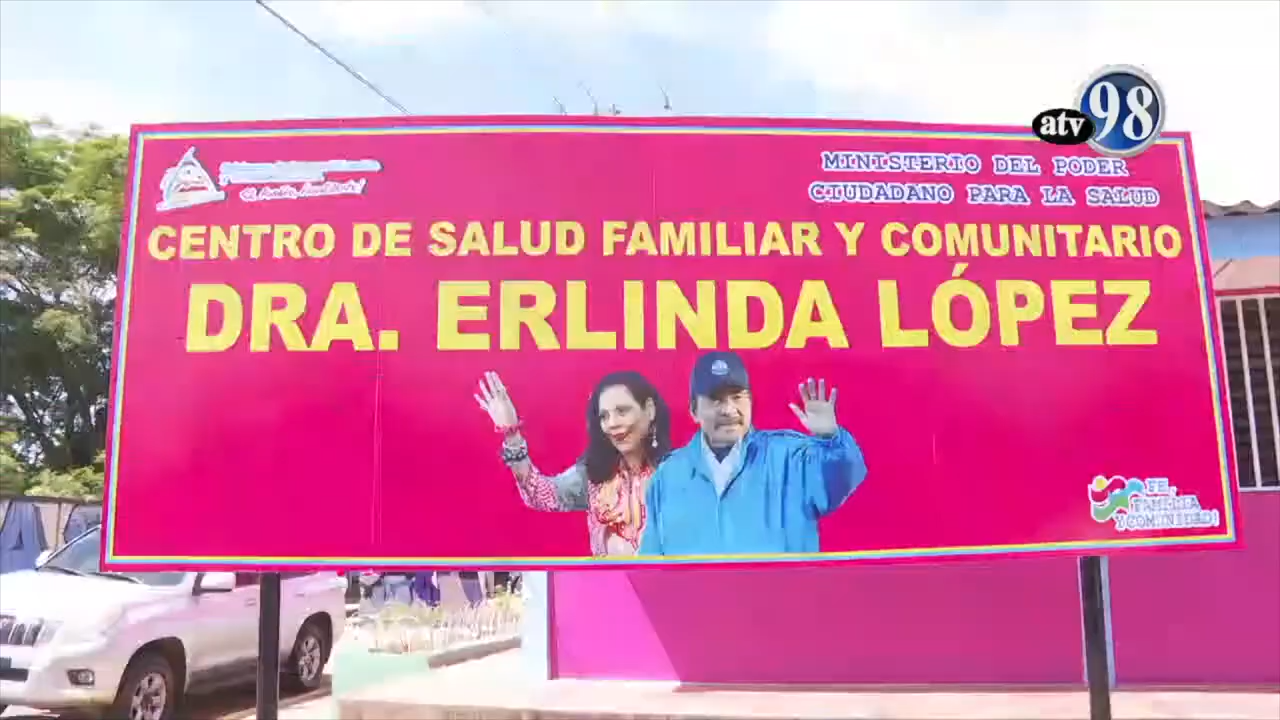 atv 98
MINISTERIO DEL PODER
CIUDADANO PARA LA SALUD
CENTRO DE SALUD FAMILIAR Y COMUNITARIO
DRA. ERLINDA LÓPEZ
FE,
FAMILIA
Y COMUNIDAD!